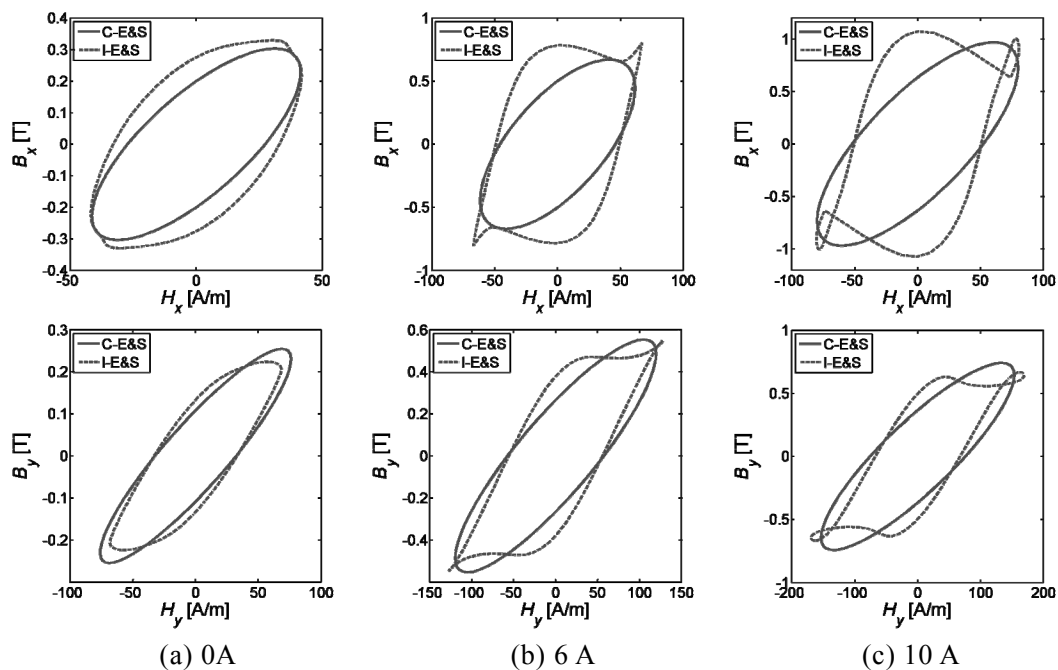 C-E&S
I-E&S
0.4
0.3
0.2
0.1
0
-0.1
-0.2
-0.3
-0.4
-50
0
50
B_x [T]
H_x [A/m]
C-E&S
I-E&S
1
0.5
0
-0.5
-1
-100
-50
0
50
100
B_x [T]
H_x [A/m]
C-E&S
I-E&S
1
0.5
0
-0.5
-1
-100
-50
0
50
100
B_x [T]
H_x [A/m]
C-E&S
I-E&S
0.3
0.2
0.1
0
-0.1
-0.2
-100
-50
0
50
100
B_y [T]
H_y [A/m]
C-E&S
I-E&S
0.6
0.4
0.2
0
-0.2
-0.4
-150
-100
-50
0
50
100
150
B_y [T]
H_y [A/m]
C-E&S
I-E&S
1
0.5
0
-0.5
-1
-200
-100
0
100
200
B_y [T]
H_y [A/m]
(a) 0A
(b) 6 A
(c) 10 A